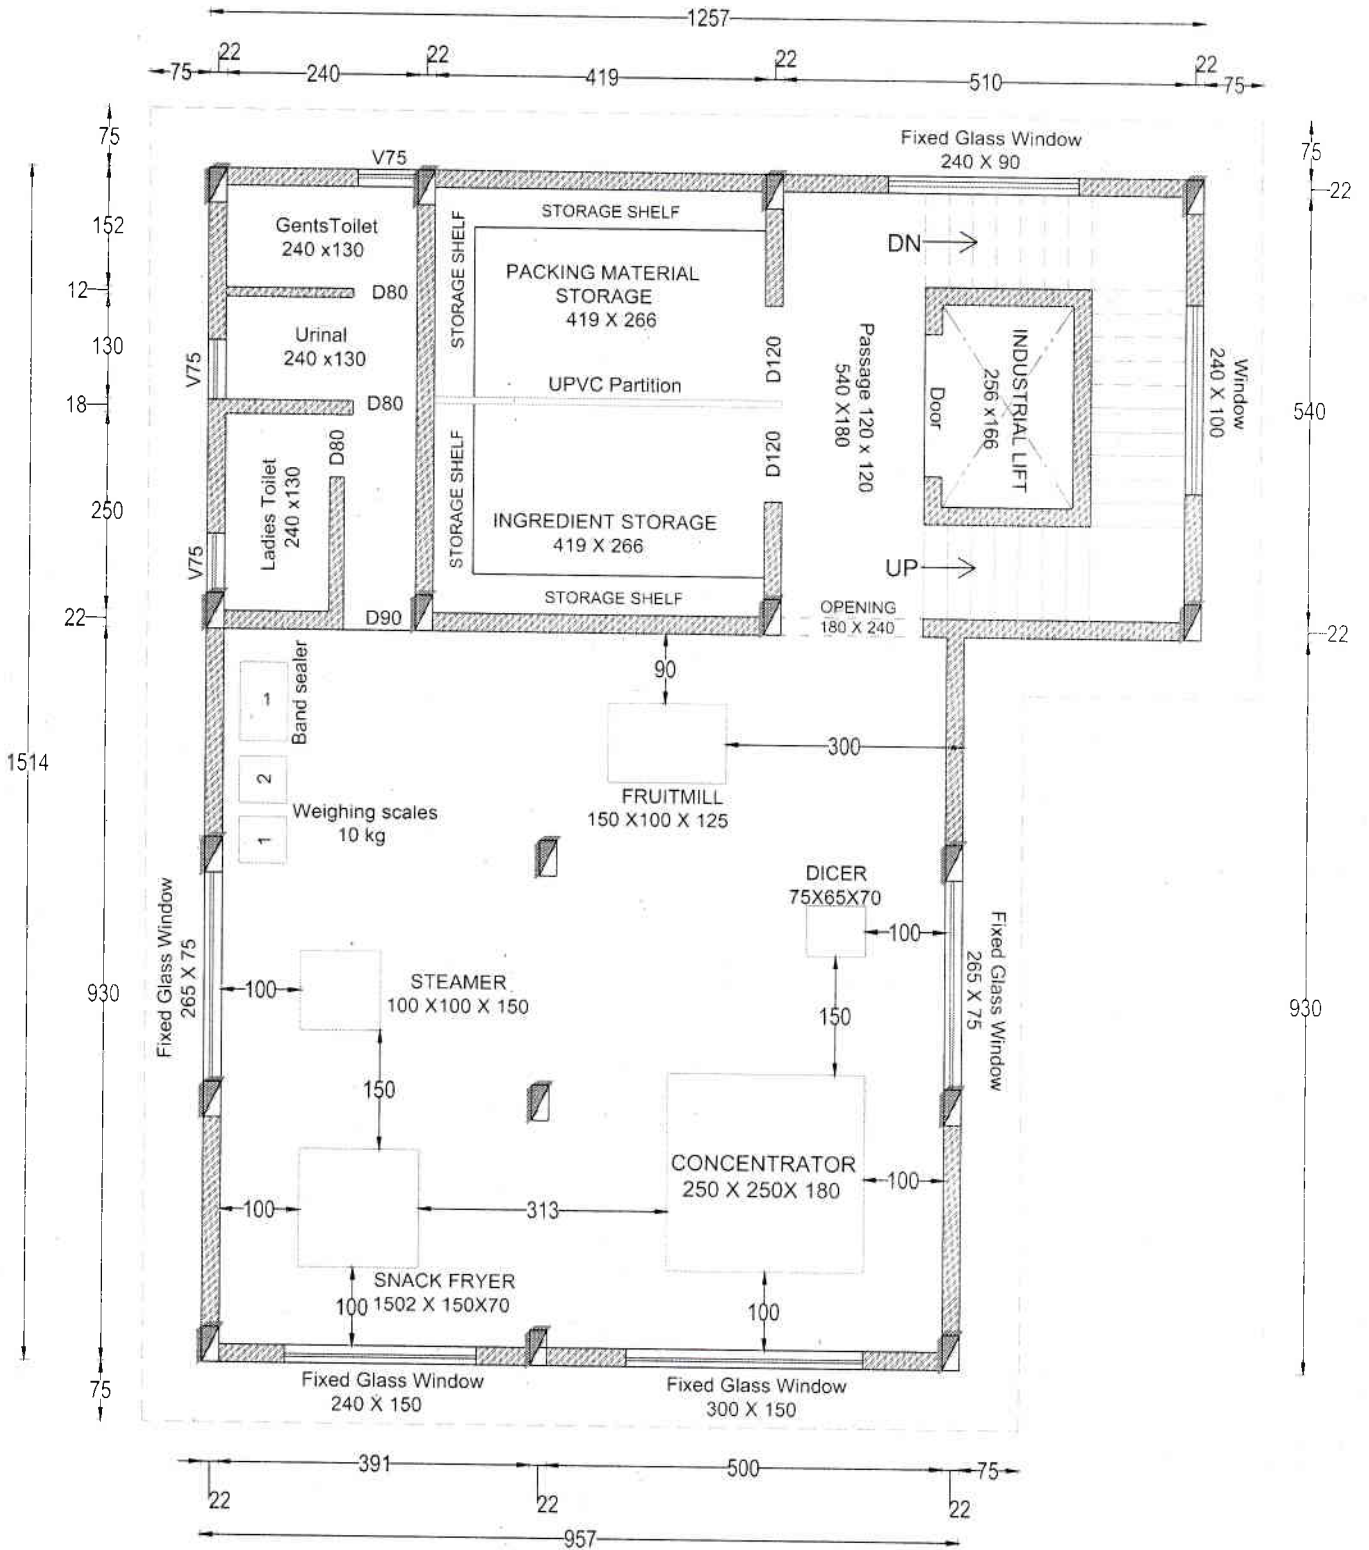 1257
22
22
22
22
75
240
419
510
75
75
Fixed Glass Window
240 X 90
75
V75
22
152
GentsToilet
240 x130
STORAGE SHELF
STORAGE SHELF
PACKING MATERIAL
STORAGE
419 X 266
DN
12
D80
130
Urinal
240 x130
V75
D120
Passage 120 x 120
540 X180
INDUSTRIAL LIFT
256 x166
Door
Window
240 X 100
540
UPVC Partition
18
D80
D80
D120
250
Ladies Toilet
240 x130
STORAGE SHELF
INGREDIENT STORAGE
419 X 266
V75
UP
STORAGE SHELF
22
D90
OPENING
180 X 240
22
90
1
Band sealer
300
1514
2
FRUITMILL
150 X100 X 125
Weighing scales
10 kg
1
DICER
75X65X70
100
Fixed Glass Window
265 X 75
Fixed Glass Window
265 X 75
930
100
STEAMER
100 X100 X 150
150
930
150
CONCENTRATOR
250 X 250X 180
100
100
313
SNACK FRYER
1502 X 150X70
100
100
75
Fixed Glass Window
240 X 150
Fixed Glass Window
300 X 150
391
500
75
22
22
22
957